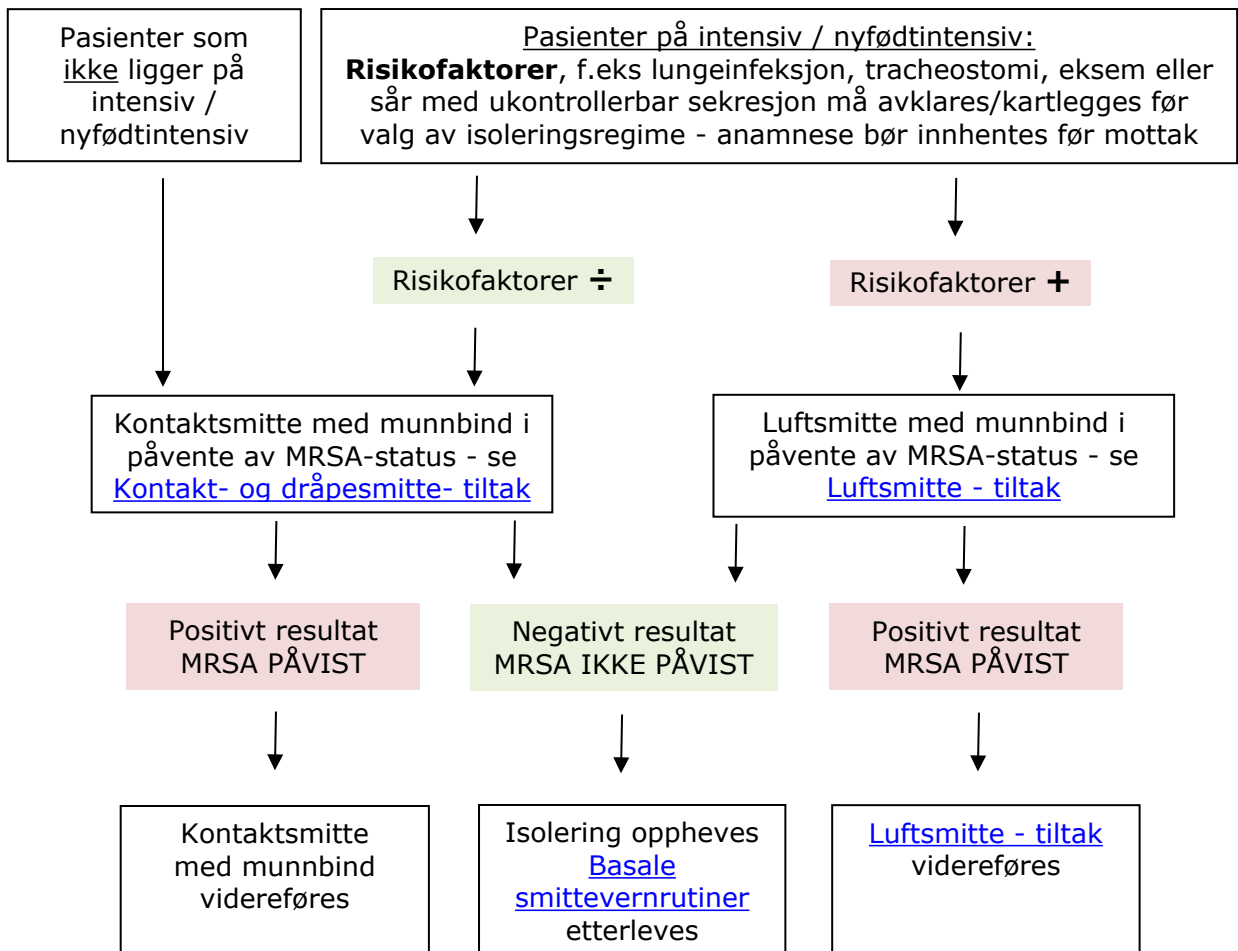 Pasienter som
ikke ligger på
intensiv /
nyfødtintensiv
Pasienter på intensiv / nyfødtintensiv:
Risikofaktorer, f.eks lungeinfeksjon, tracheostomi, eksem eller
sår med ukontrollerbar sekresjon må avklares/kartlegges før
valg av isoleringsregime - anamnese bør innhentes før mottak
Risikofaktorer ÷
Risikofaktorer +
Kontaktsmitte med munnbind i
påvente av MRSA-status - se
Kontakt- og dråpesmitte- tiltak
Luftsmitte med munnbind i
påvente av MRSA-status - se
Luftsmitte - tiltak
Positivt resultat
MRSA PÅVIST
Negativt resultat
MRSA IKKE PÅVIST
Positivt resultat
MRSA PÅVIST
Kontaktsmitte
med munnbind
videreføres
Isolering oppheves
Basale
smittevernrutiner
etterleves
Luftsmitte - tiltak
videreføres